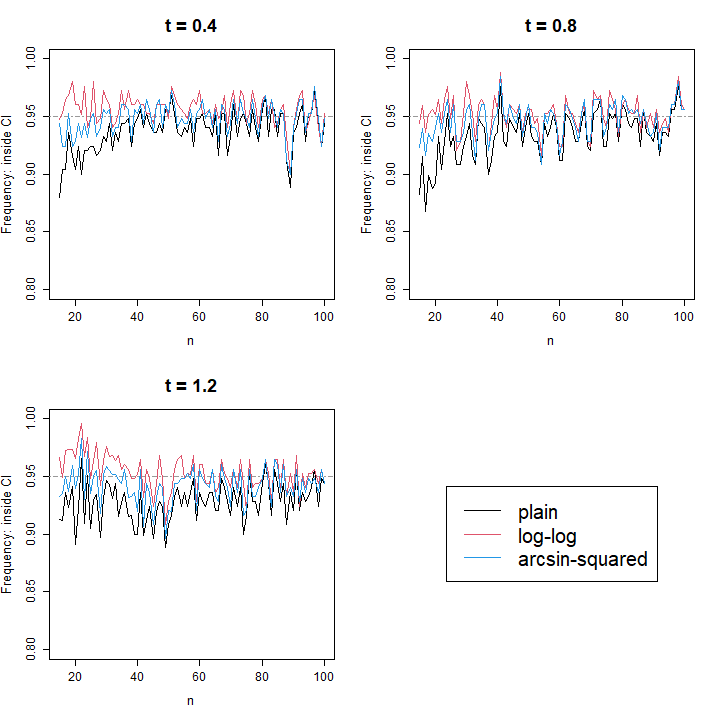 t = 0.4
Frequency: inside CI
1.00
0.95
0.90
0.85
0.80
20 40 60 80 100
n
t = 0.8
Frequency: inside CI
1.00
0.95
0.90
0.85
0.80
20 40 60 80 100
n
t = 1.2
Frequency: inside CI
1.00
0.95
0.90
0.85
0.80
20 40 60 80 100
n
plain
log-log
arcsin-squared